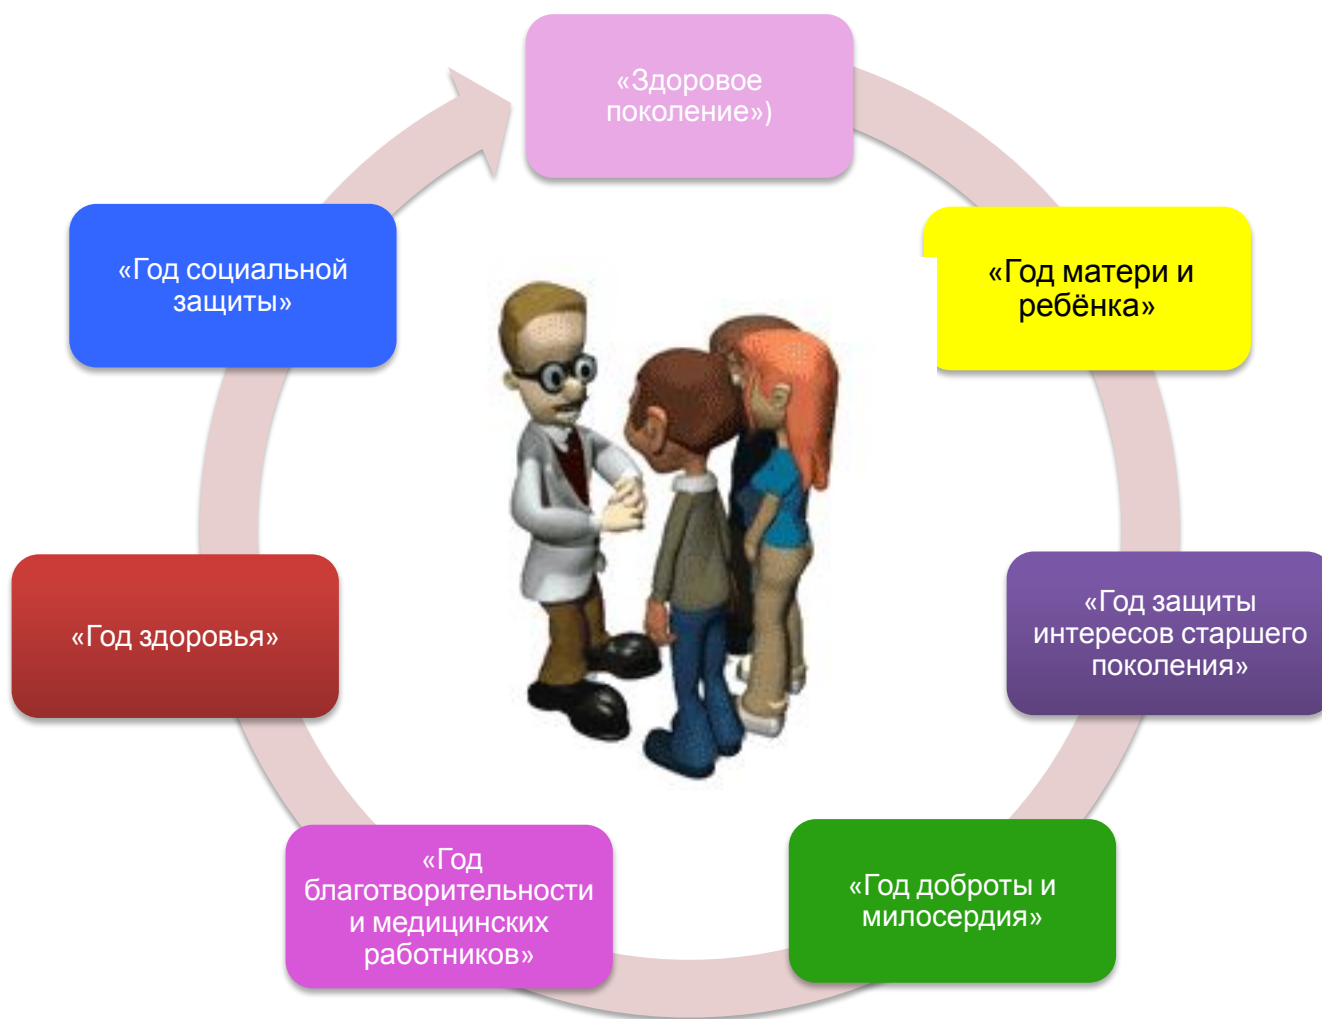 «Здоровое
поколение»)
«Год социальной
защиты»
«Год матери и
ребёнка»
«Год здоровья»
«Год защиты
интересов старшего
поколения»
«Год
благотворительности
и медицинских
работников»
«Год доброты и
милосердия»